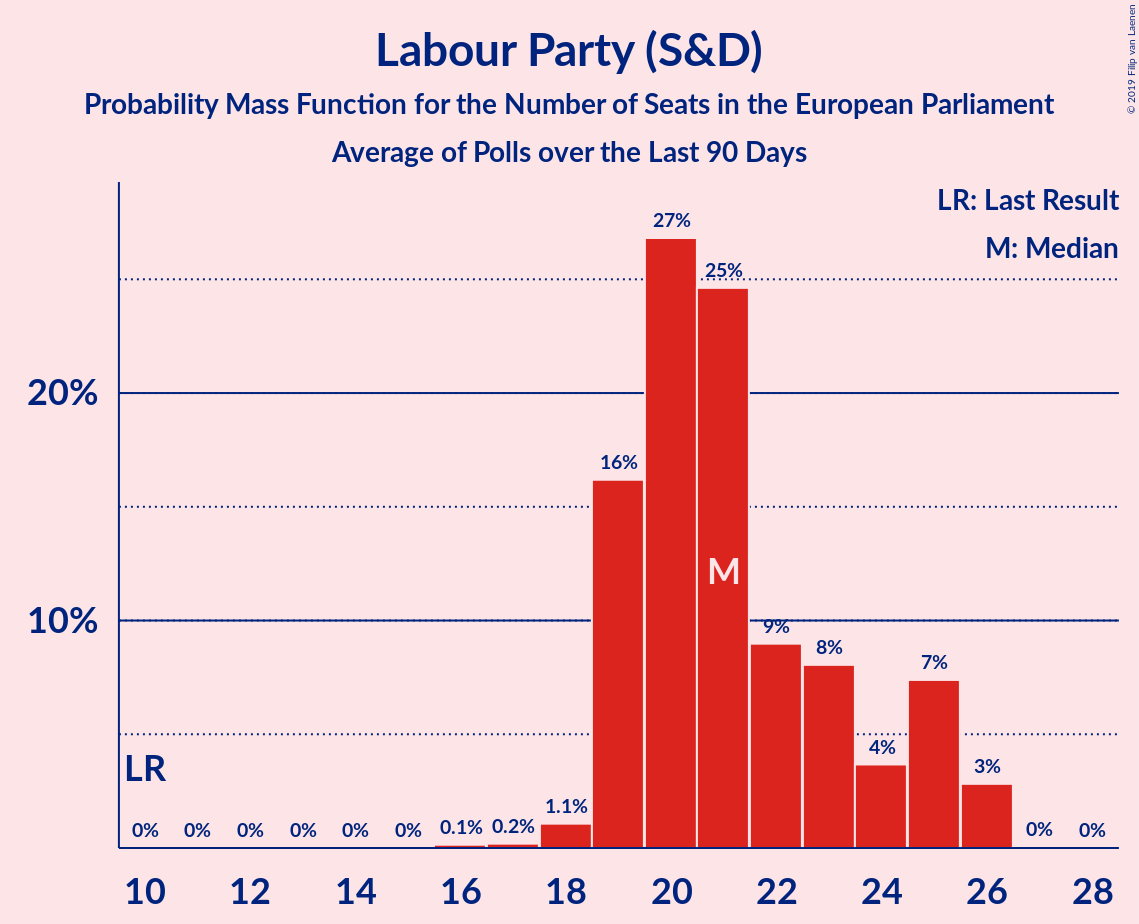 Labour Party (S&D)
Probability Mass Function for the Number of Seats in the European Parliament
Average of Polls over the Last 90 Days
© 2019 Filip van Laenen
LR: Last Result
M: Median
27%
25%
20%
16%
M
10%
9%
8%
7%
4%
3%
LR
1.1%
0% 0% 0% 0% 0% 0% 0.1% 0.2% 0% 0%
10 12 14 16 18 20 22 24 26 28